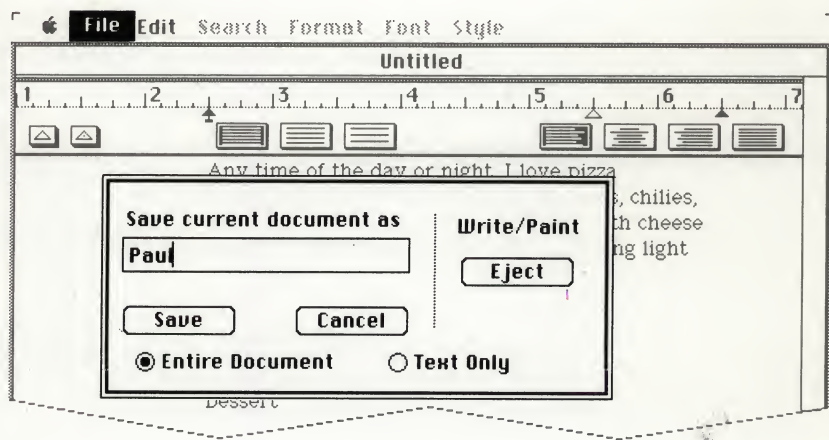 File Edit Search Format Font Style
Untitled
1 2 3 4 5 6 7
Any time of the day or night, I love pizza
s, chilies,
Save current document as
Write/Paint
th cheese
Paul
ng light
Eject
Save Cancel
Entire Document Text Only
Dessert